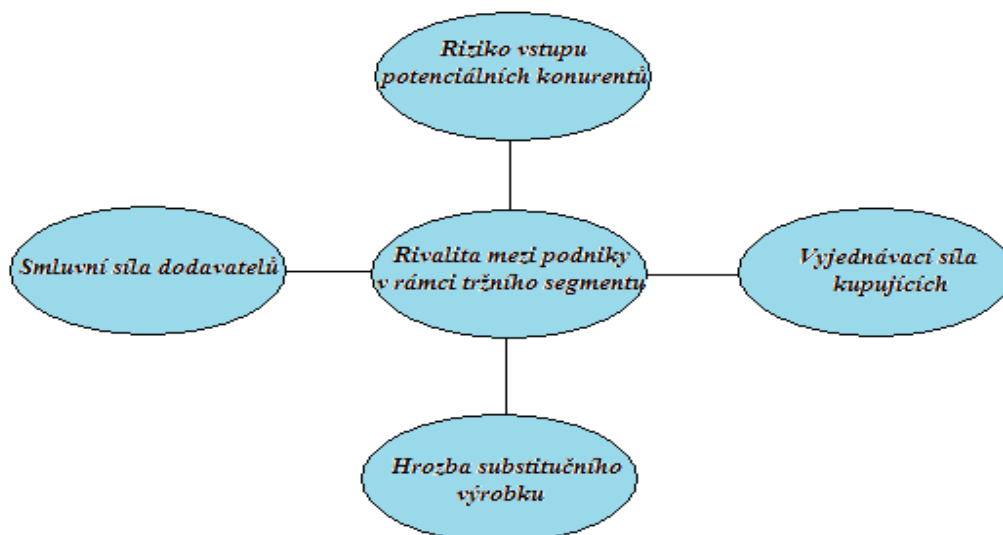 Riziko vstupu
potenciálních konurentů
Smluvní síla dodavatelů
Rivalita mezi podniky
v rámci tržního segmentu
Vyjednávací síla
kupujících
Hrozba substitučního
výrobku